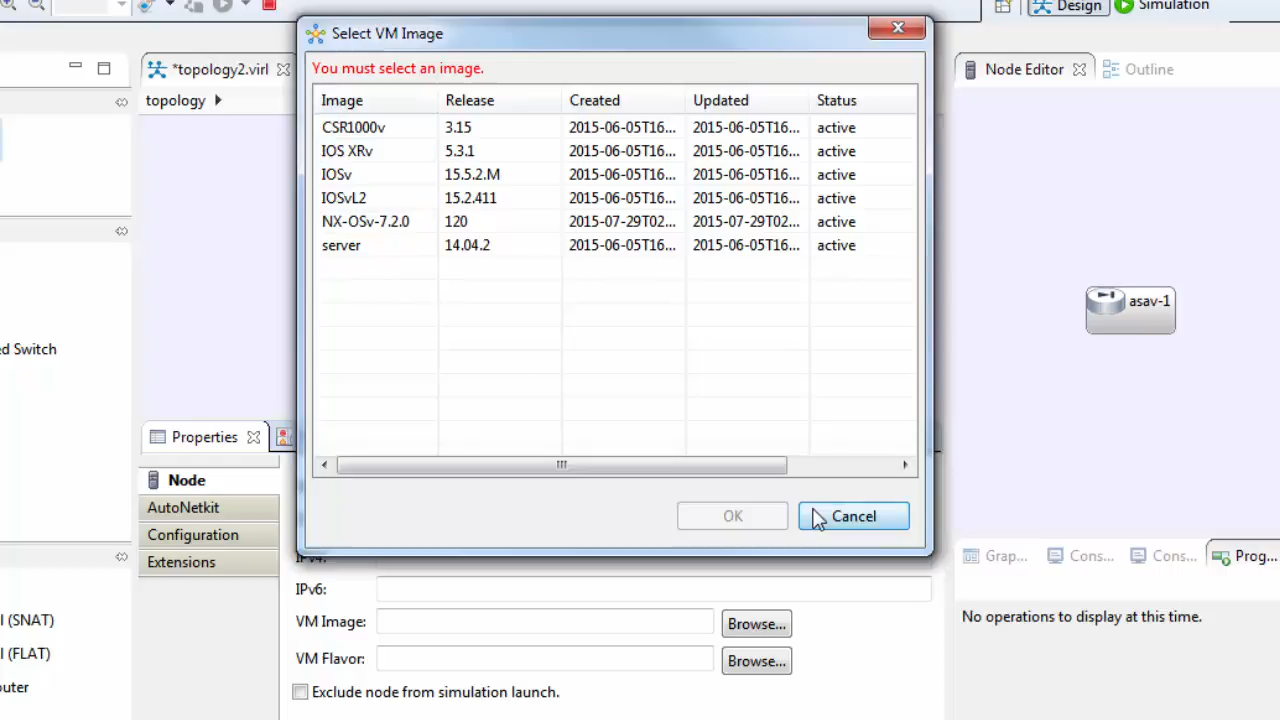 Design
Simulation
Select VM Image
*topology2.virl
Node Editor
Outline
You must select an image.
topology
Image Release Created Updated Status
CSR1000v 3.15 2015-06-05T16... 2015-06-05T16... active
IOS XRv 5.3.1 2015-06-05T16... 2015-06-05T16... active
IOSv 15.5.2.M 2015-06-05T16... 2015-06-05T16... active
IOSvL2 15.2.411 2015-06-05T16... 2015-06-05T16... active
NX-OSv-7.2.0 120 2015-07-29T02... 2015-07-29T02... active
server 14.04.2 2015-06-05T16... 2015-06-05T16... active
asav-1
ed Switch
Properties
Node
AutoNetkit
Configuration
Extensions
OK
Cancel
IPv4:
IPv6:
VM Image:
Browse...
VM Flavor:
Browse...
Exclude node from simulation launch.
l (SNAT)
l (FLAT)
outer
Grap...
Cons...
Cons...
Prog...
No operations to display at this time.